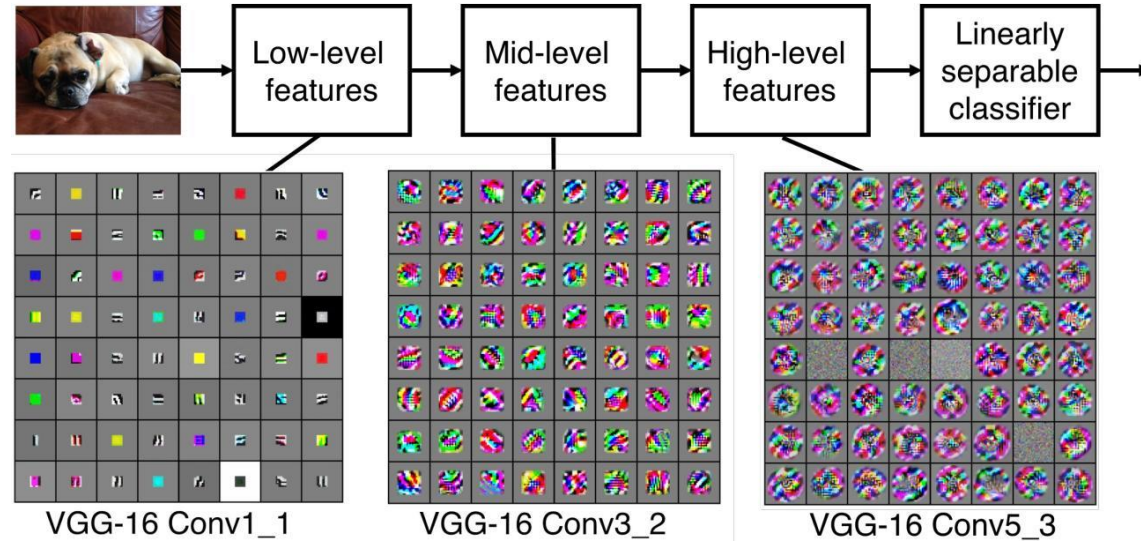 Low-level
features
Mid-level
features
High-level
features
Linearly
separable
classifier
VGG-16 Conv1_1
VGG-16 Conv3_2
VGG-16 Conv5_3